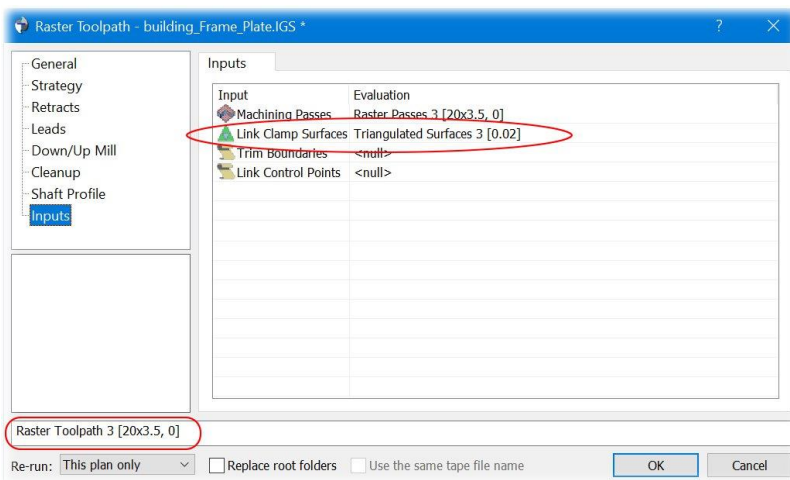 Raster Toolpath - building_Frame_Plate.IGS *
?
General
Strategy
Retracts
Leads
Down/Up Mill
Cleanup
Shaft Profile
Inputs
Inputs
Input Evaluation
Machining Passes Raster Passes 3 [20x3.5, 0]
Link Clamp Surfaces Triangulated Surfaces 3 [0.02]
Trim Boundaries <null>
Link Control Points <null>
Raster Toolpath 3 [20x3.5, 0]
Re-run: This plan only Replace root folders Use the same tape file name OK Cancel